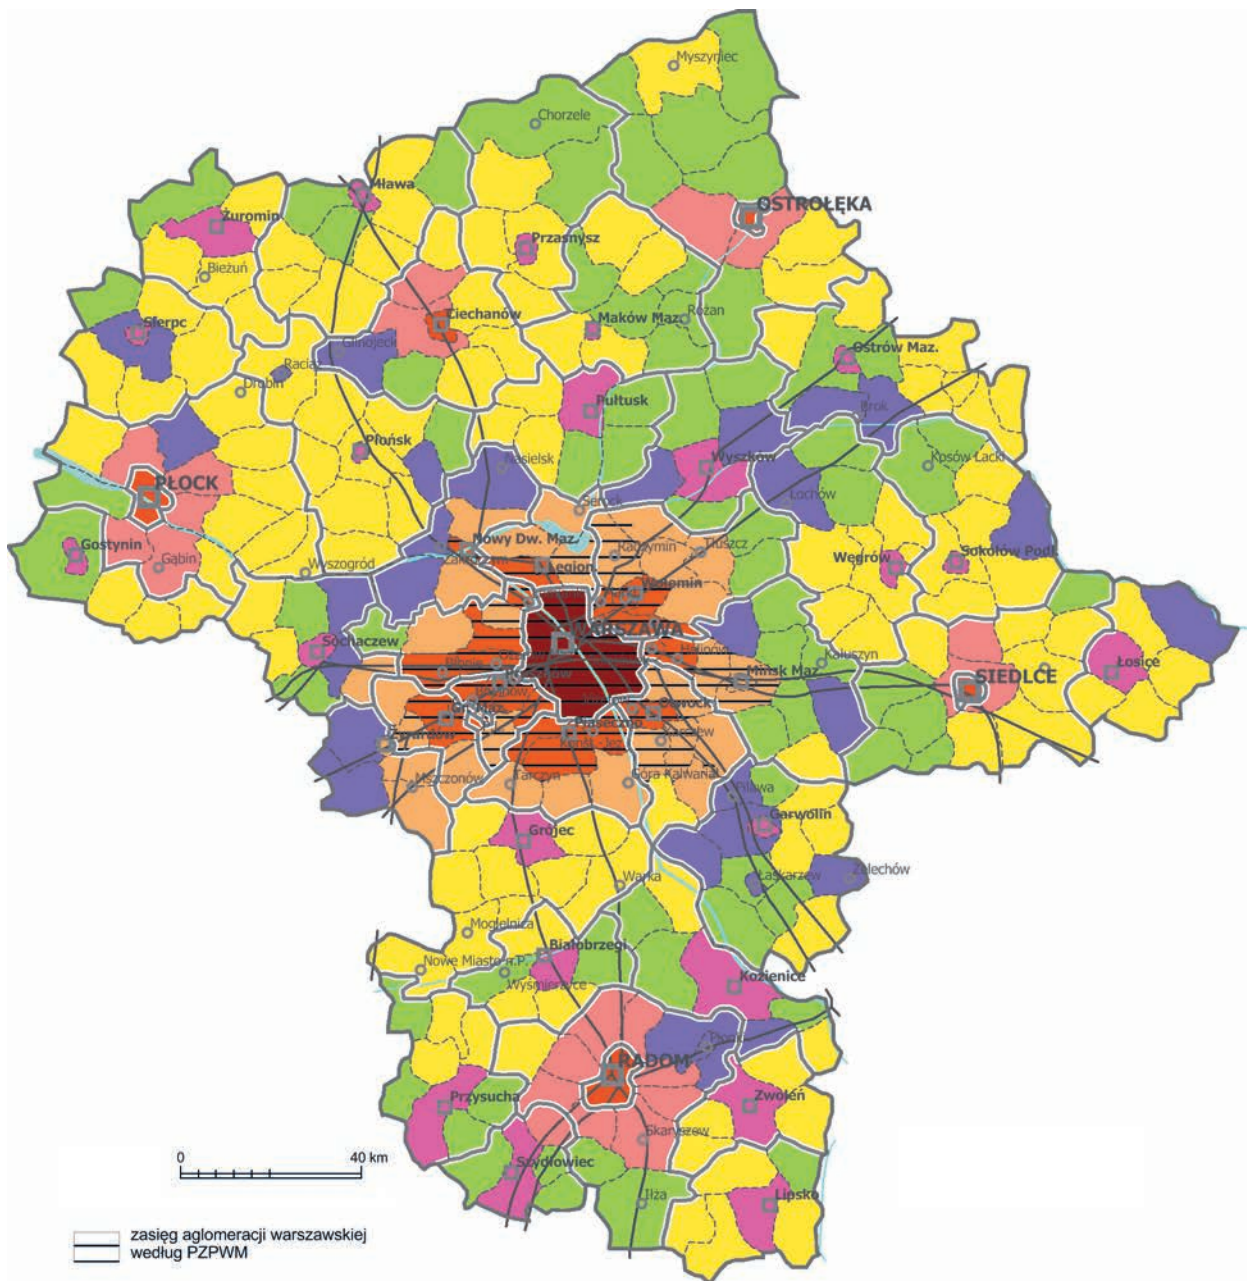 Myszyniec
Chorzele
Mława
OSTROŁĘKA
Żuromin
Przasnysz
Bieżuń
Ciechanów
Maków Maz.
Różan
Sierpc
Glinojeck
Ostrów Maz.
Raciąż
Drobin
Pułtusk
Brok
Płońsk
Nasielsk
Wyszków
Kosów Lacki
PŁOCK
Serock
Łochów
Gostynin
Gąbin
Nowy Dw. Maz.
Radzymin
Tłuszcz
Węgrów
Sokołów Podl.
Wyszogród
Legion.
Wołomin
Sochaczew
WARSZAWA
Halinów
Kałuszyn
Mińsk Maz.
SIEDLCE
Łosice
Otwock
Piaseczno
Karczew
Żyrardów
Mszczonów
Tarczyn
Góra Kalwaria
Pilawa
Garwolin
Grójec
Łaskarzew
Żelechów
Warka
Mogielnica
Białobrzegi
Nowe Miasto n.P.
Wyśmierzyce
Kozienice
Pionki
RADOM
Przysucha
Zwoleń
Skaryszew
Szydłowiec
Iłża
Lipsko
0 40 km
zasięg aglomeracji warszawskiej
według PZPWM